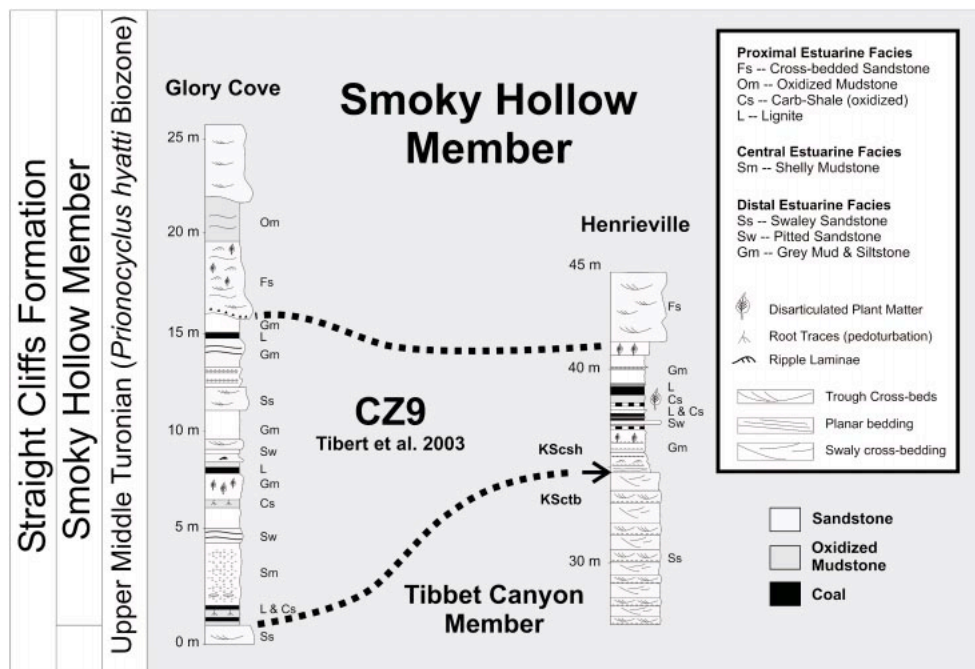 Straight Cliffs Formation
Smoky Hollow Member
Upper Middle Turonian (Prionocyclus hyatti Biozone)
Glory Cove
25 m
20 m
15 m
10 m
5 m
0 m
Om
Fs
Gm
L
Gm
Ss
Gm
Sw
L
Gm
Cs
Sw
Sm
L & Cs
Ss
Smoky Hollow
Member
CZ9
Tibert et al. 2003
KScsh
KSctb
Tibbet Canyon
Member
Henrieville
45 m
40 m
30 m
Fs
Gm
L
Cs
L & Cs
Sw
Gm
Ss
Proximal Estuarine Facies
Fs -- Cross-bedded Sandstone
Om -- Oxidized Mudstone
Cs -- Carb-Shale (oxidized)
L -- Lignite
Central Estuarine Facies
Sm -- Shelly Mudstone
Distal Estuarine Facies
Ss -- Swaley Sandstone
Sw -- Pitted Sandstone
Gm -- Grey Mud & Siltstone
Disarticulated Plant Matter
Root Traces (pedoturbation)
Ripple Laminae
Trough Cross-beds
Planar bedding
Swaly cross-bedding
Sandstone
Oxidized
Mudstone
Coal